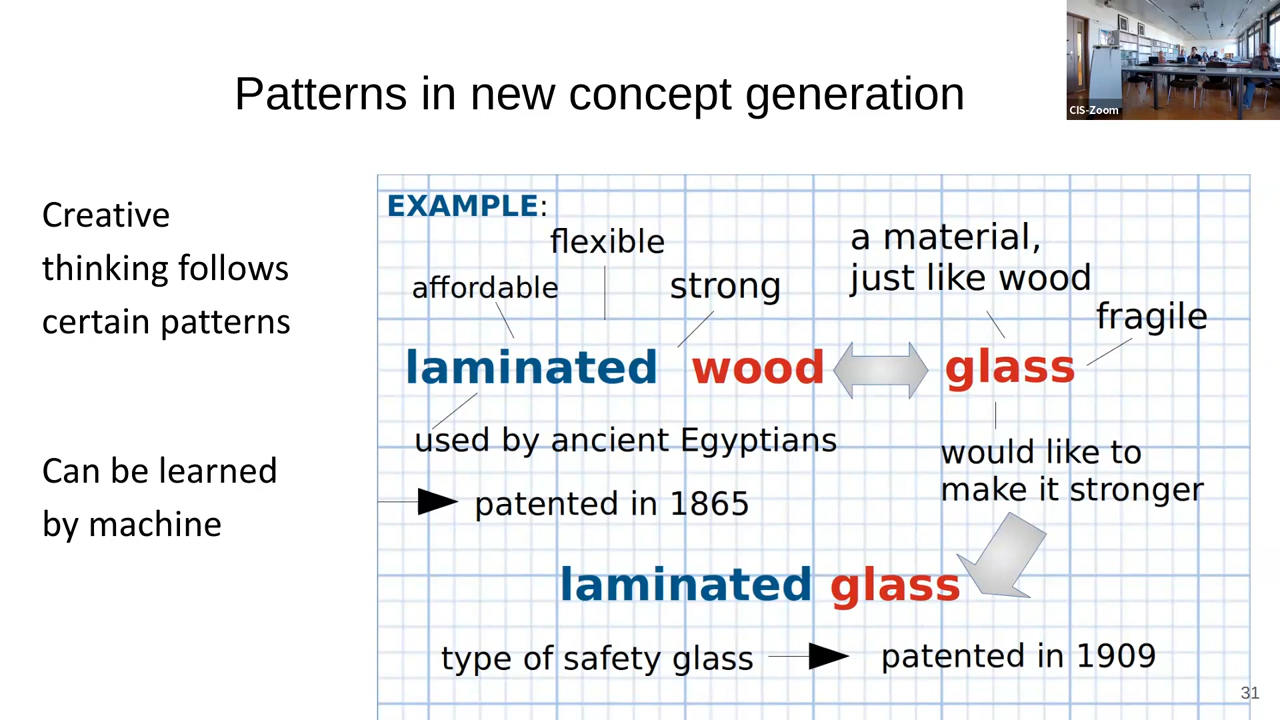 Patterns in new concept generation
CIS-Zoom
Creative
thinking follows
certain patterns
Can be learned
by machine
EXAMPLE:
flexible
affordable
strong
a material,
just like wood
fragile
laminated wood
glass
used by ancient Egyptians
would like to
make it stronger
patented in 1865
laminated glass
type of safety glass
patented in 1909
31